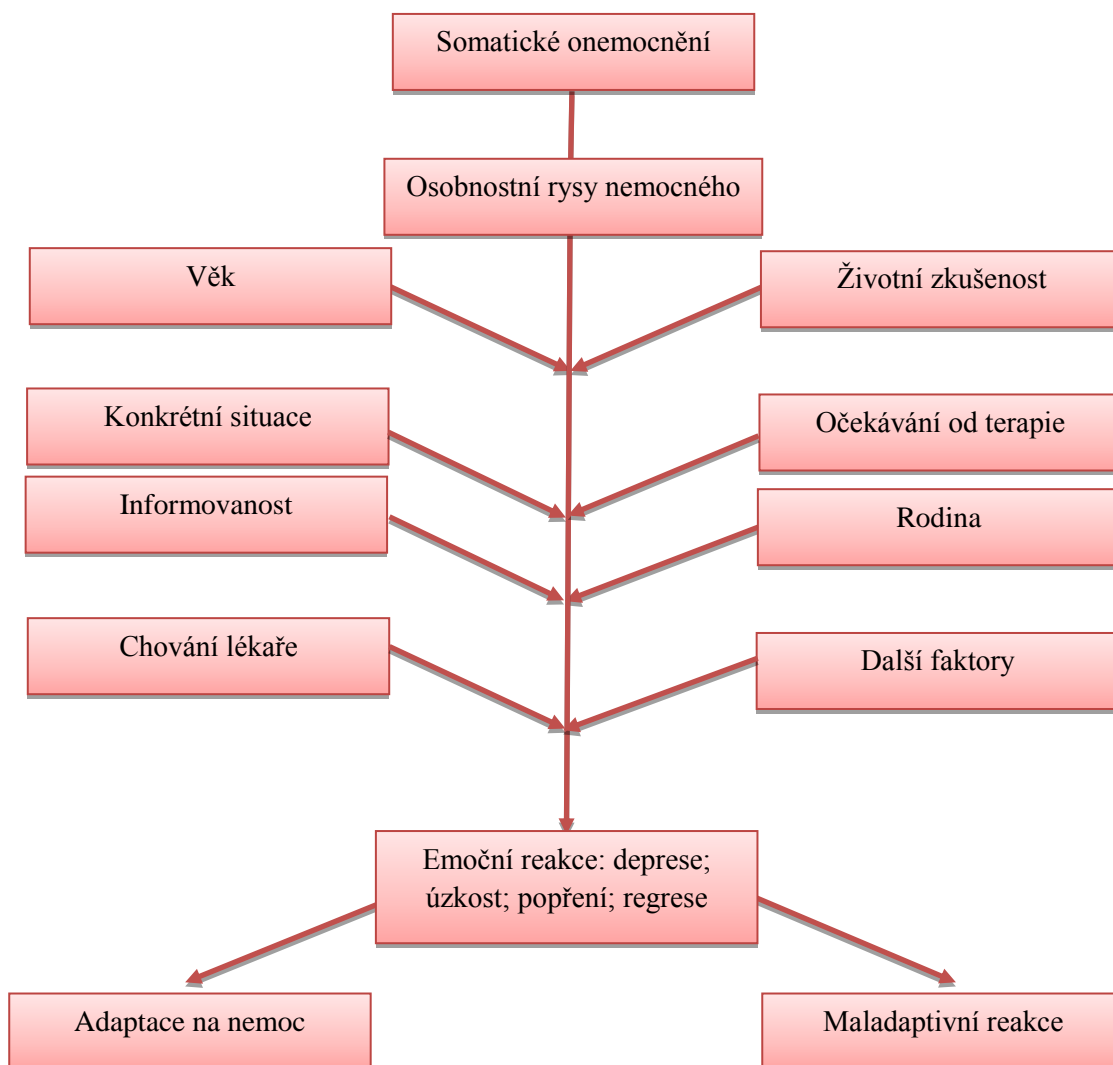 Somatické onemocnění
Osobnostní rysy nemocného
Věk
Životní zkušenost
Konkrétní situace
Očekávání od terapie
Informovanost
Rodina
Chování lékaře
Další faktory
Emoční reakce: deprese;
úzkost; popření; regrese
Adaptace na nemoc
Maladaptivní reakce